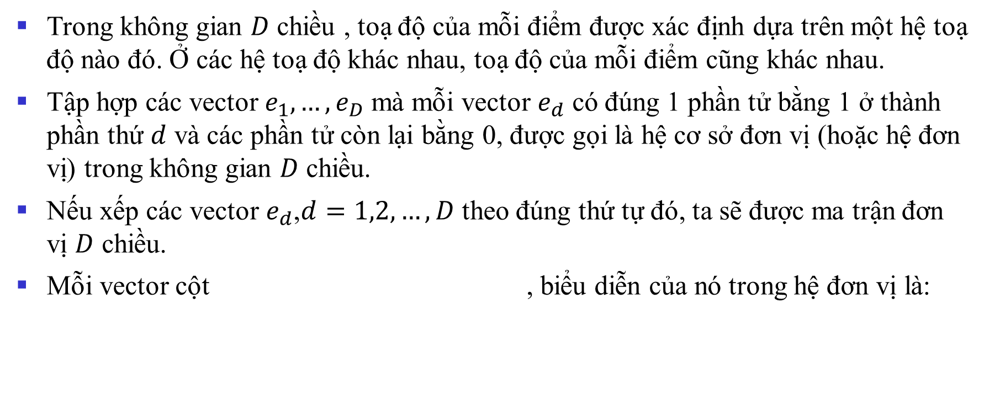 ▪ Trong không gian D chiều , toạ độ của mỗi điểm được xác định dựa trên một hệ toạ
độ nào đó. Ở các hệ toạ độ khác nhau, toạ độ của mỗi điểm cũng khác nhau.
▪ Tập hợp các vector e₁, … , e_D mà mỗi vector e_d có đúng 1 phần tử bằng 1 ở thành
phần thứ d và các phần tử còn lại bằng 0, được gọi là hệ cơ sở đơn vị (hoặc hệ đơn
vị) trong không gian D chiều.
▪ Nếu xếp các vector e_d,d = 1,2, … , D theo đúng thứ tự đó, ta sẽ được ma trận đơn
vị D chiều.
▪ Mỗi vector cột , biểu diễn của nó trong hệ đơn vị là: